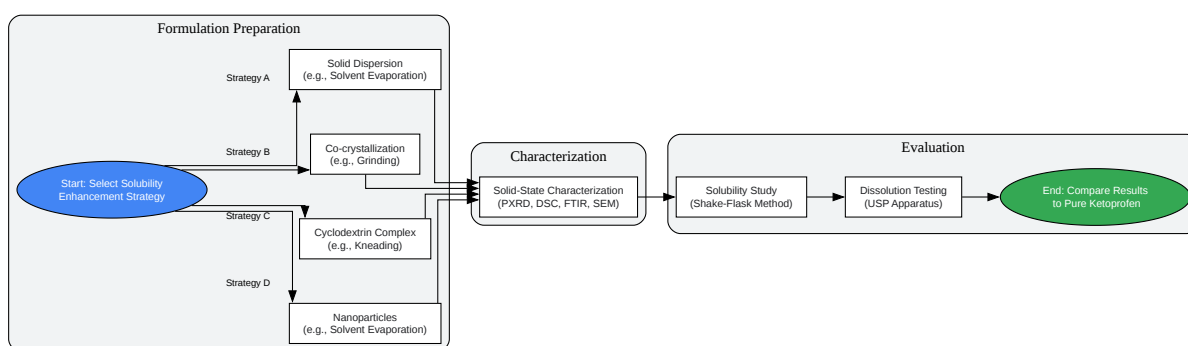 Formulation Preparation
Strategy A
Solid Dispersion
(e.g., Solvent Evaporation)
Strategy B
Co-crystallization
(e.g., Grinding)
Start: Select Solubility
Enhancement Strategy
Strategy C
Cyclodextrin Complex
(e.g., Kneading)
Strategy D
Nanoparticles
(e.g., Solvent Evaporation)
Characterization
Solid-State Characterization
(PXRD, DSC, FTIR, SEM)
Evaluation
Solubility Study
(Shake-Flask Method)
Dissolution Testing
(USP Apparatus)
End: Compare Results
to Pure Ketoprofen